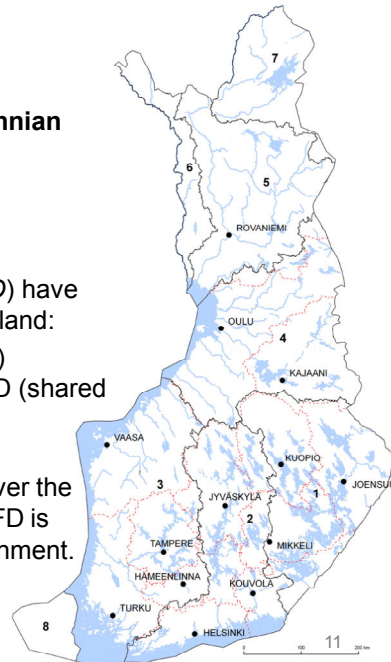 nnian
D) have
land:
)
D (shared
ver the
FD is
nment.
7
6
5
ROVANIEMI
OULU
4
KAJAANI
VAASA
KUOPIO
JOENSUU
3
JYVÄSKYLÄ
1
2
TAMPERE
MIKKELI
HÄMEENLINNA
KOUVOLA
TURKU
8
HELSINKI
11
0 100 200 km